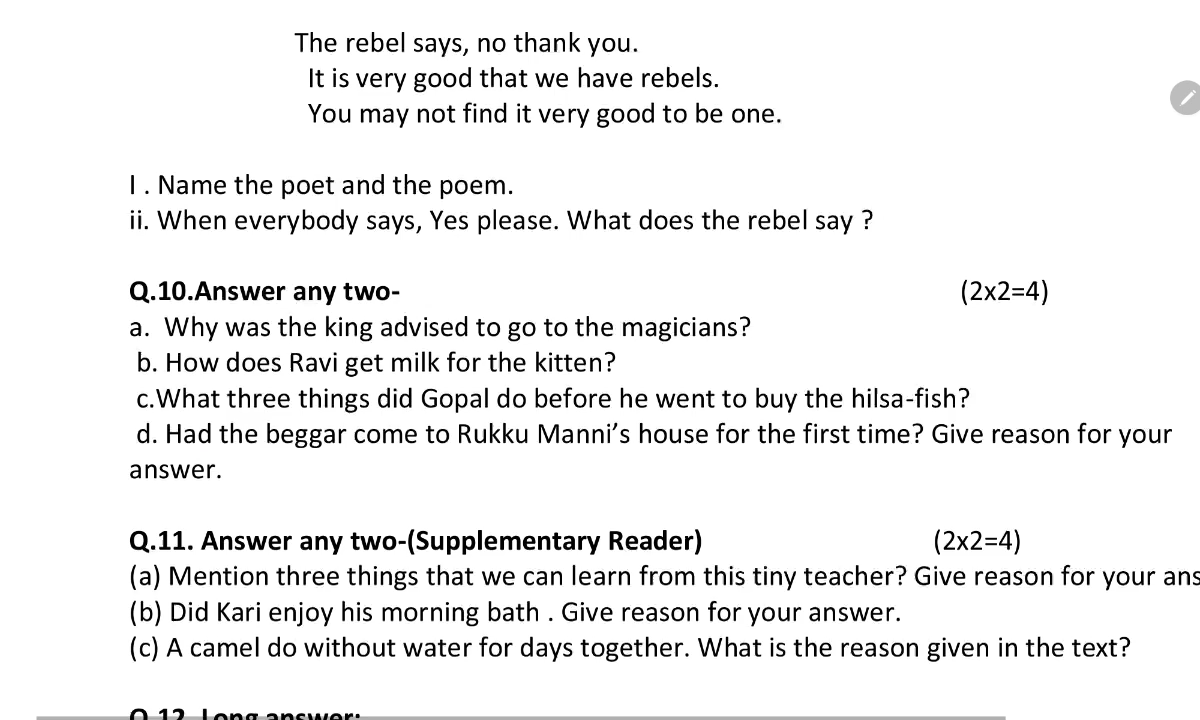 The rebel says, no thank you.
It is very good that we have rebels.
You may not find it very good to be one.
I . Name the poet and the poem.
ii. When everybody says, Yes please. What does the rebel say ?
Q.10.Answer any two- (2x2=4)
a. Why was the king advised to go to the magicians?
b. How does Ravi get milk for the kitten?
c.What three things did Gopal do before he went to buy the hilsa-fish?
d. Had the beggar come to Rukku Manni’s house for the first time? Give reason for your
answer.
Q.11. Answer any two-(Supplementary Reader) (2x2=4)
(a) Mention three things that we can learn from this tiny teacher? Give reason for your ans
(b) Did Kari enjoy his morning bath . Give reason for your answer.
(c) A camel do without water for days together. What is the reason given in the text?
Q.12. Long answer: